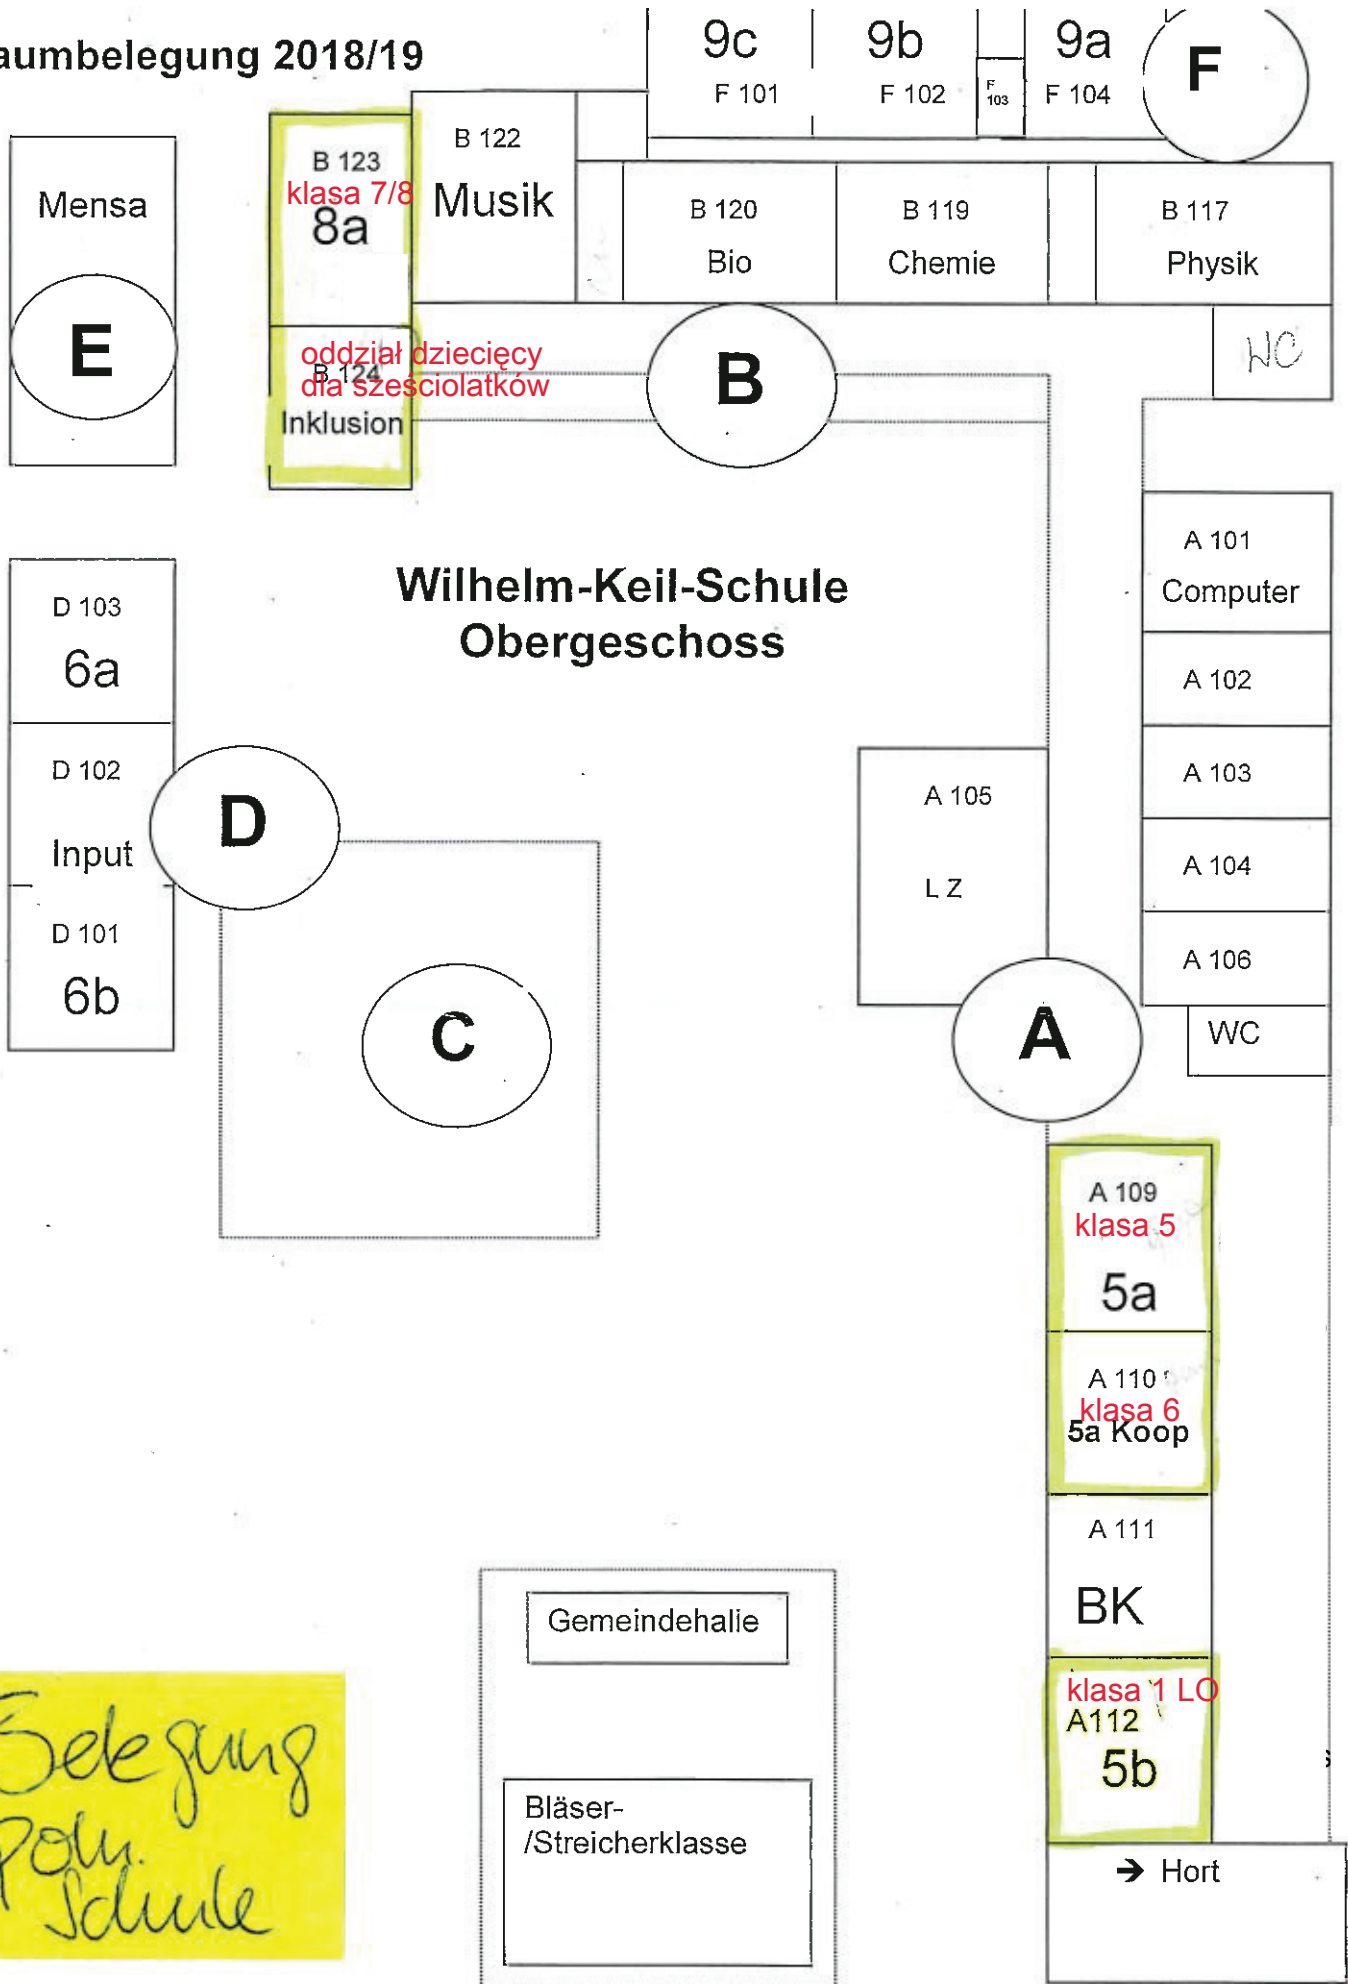 aumbelegung 2018/19
9c
9b
9a
F
F 101
F 102
F
103
F 104
B 123
klasa 7/8
8a
B 122
Musik
Mensa
B 120
Bio
B 119
Chemie
B 117
Physik
E
B
WC
oddział dziecięcy
B 124
dla sześciolatków
Inklusion
Wilhelm-Keil-Schule
Obergeschoss
A 101
Computer
A 102
A 103
A 104
A 106
WC
D 103
6a
D 102
Input
D 101
6b
D
C
A 105
L Z
A
A 109
klasa 5
5a
A 110
klasa 6
5a Koop
A 111
BK
klasa 1 LO
A112
5b
➔ Hort
Gemeindehalle
Bläser-
/Streicherklasse
Belegung
poln.
Schule